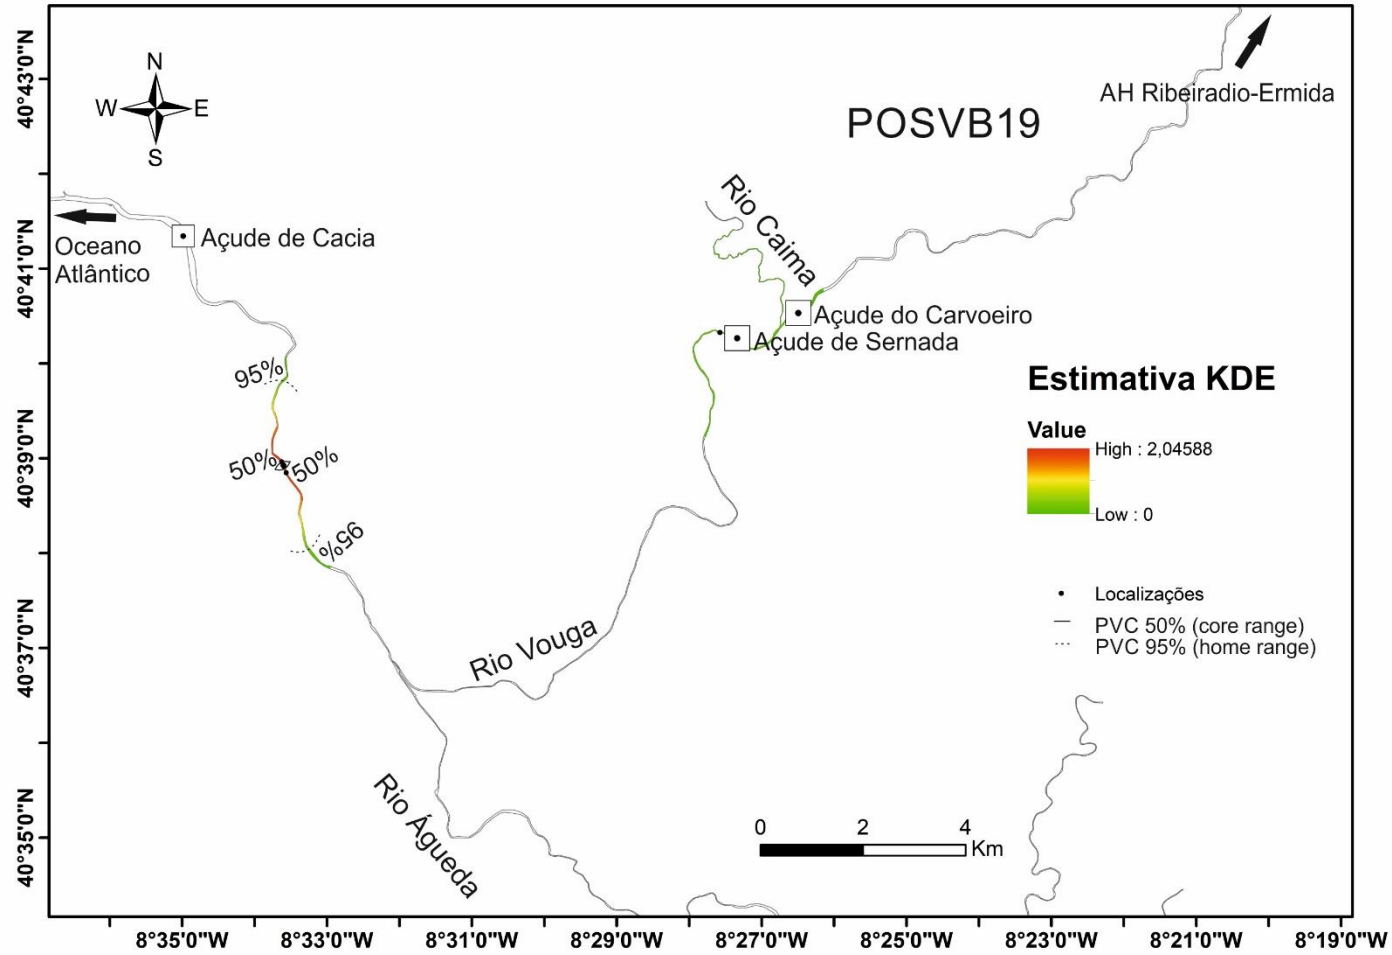 40°43'0"N
N
W E
S
AH Ribeiradio-Ermida
POSVB19
Rio Caima
Açude de Cacia
Oceano
Atlântico
40°41'0"N
Açude do Carvoeiro
Açude de Sernada
95%
Estimativa KDE
Value
High : 2,04588
Low : 0
40°39'0"N
50%
50%
95%
Localizações
PVC 50% (core range)
PVC 95% (home range)
40°37'0"N
Rio Vouga
Rio Águeda
40°35'0"N
0 2 4
Km
8°35'0"W 8°33'0"W 8°31'0"W 8°29'0"W 8°27'0"W 8°25'0"W 8°23'0"W 8°21'0"W 8°19'0"W